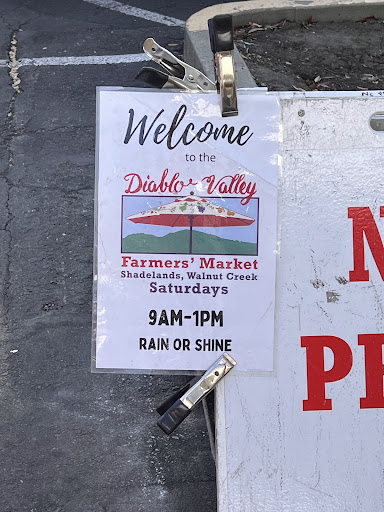 Welcome
to the
Diablo Valley
Farmers' Market
Shadelands, Walnut Creek
Saturdays
9AM-1PM
RAIN OR SHINE